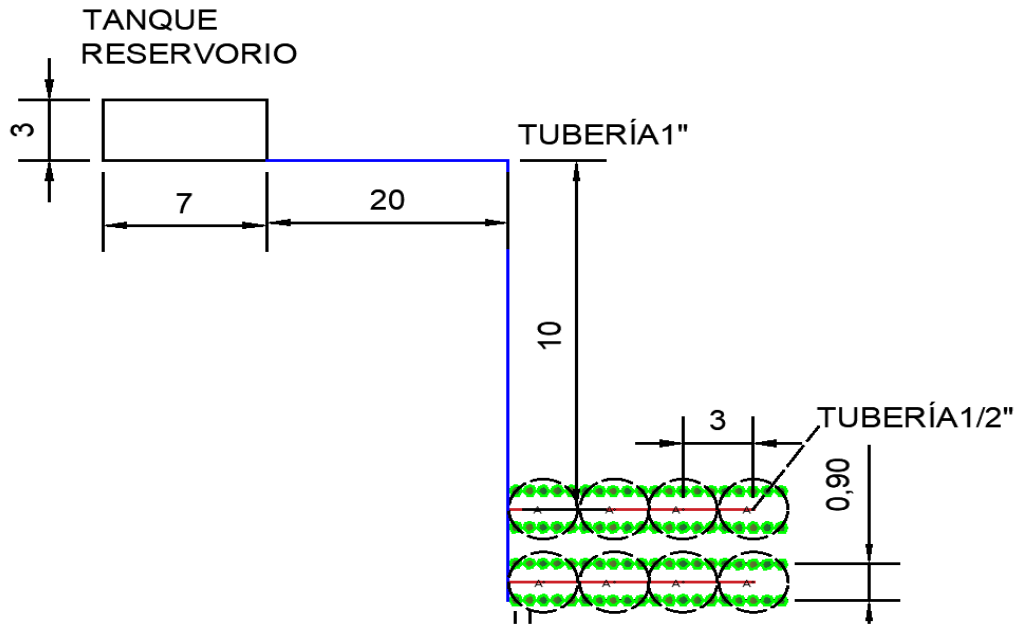 TANQUE
RESERVORIO
3
TUBERÍA1"
7
20
10
3
TUBERÍA1/2"
0,90
A A A A
A A A A